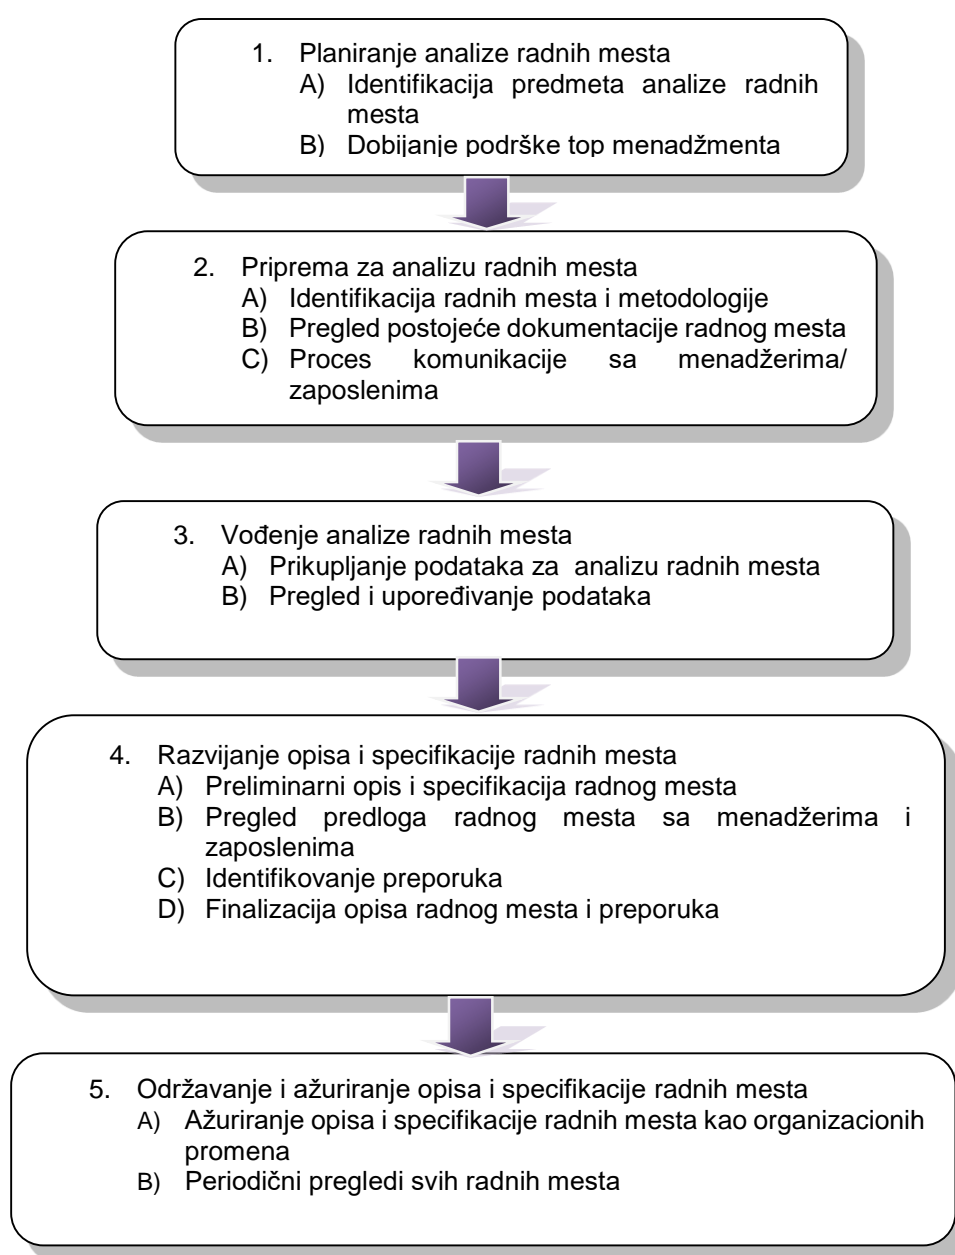 1. Planiranje analize radnih mesta
A) Identifikacija predmeta analize radnih
mesta
B) Dobijanje podrške top menadžmenta
2. Priprema za analizu radnih mesta
A) Identifikacija radnih mesta i metodologije
B) Pregled postojeće dokumentacije radnog mesta
C) Proces komunikacije sa menadžerima/
zaposlenima
3. Vođenje analize radnih mesta
A) Prikupljanje podataka za analizu radnih mesta
B) Pregled i upoređivanje podataka
4. Razvijanje opisa i specifikacije radnih mesta
A) Preliminarni opis i specifikacija radnog mesta
B) Pregled predloga radnog mesta sa menadžerima i
zaposlenima
C) Identifikovanje preporuka
D) Finalizacija opisa radnog mesta i preporuka
5. Održavanje i ažuriranje opisa i specifikacije radnih mesta
A) Ažuriranje opisa i specifikacije radnih mesta kao organizacionih
promena
B) Periodični pregledi svih radnih mesta